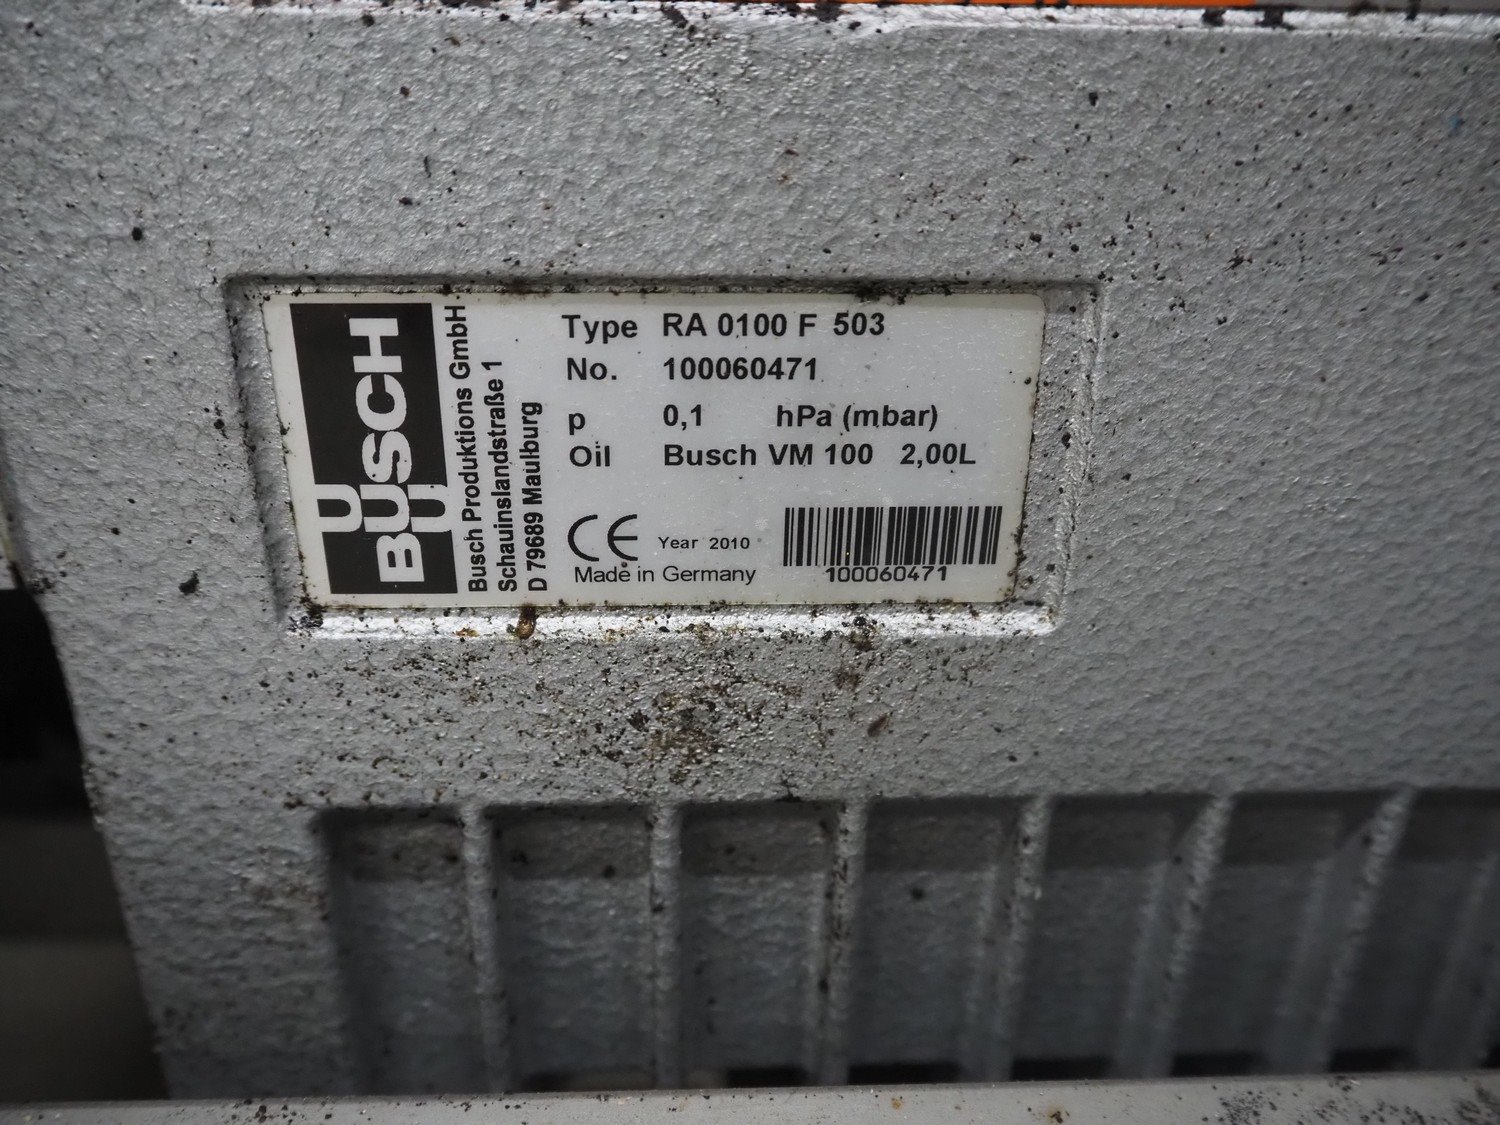 BUSCH
Busch Produktions GmbH
Schauinslandstraße 1
D 79689 Maulburg
Type RA 0100 F 503
No. 100060471
p 0,1 hPa (mbar)
Oil Busch VM 100 2,00L
CE Year 2010
Made in Germany
100060471